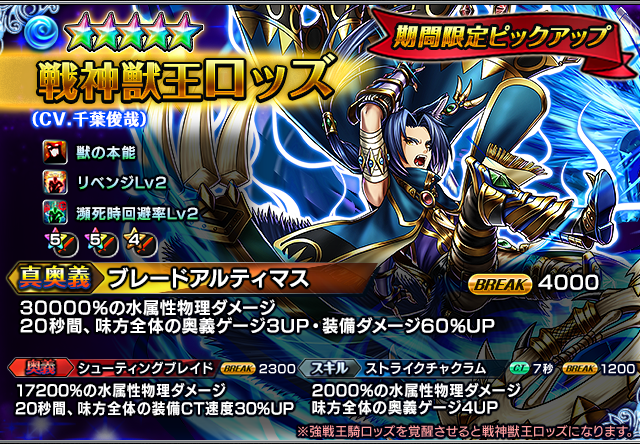 期間限定ピックアップ
戦神獣王ロッズ
(CV.千葉俊哉)
獣の本能
リベンジLv2
瀕死時回避率Lv2
5 5 4
真奥義 ブレードアルティマス BREAK 4000
30000%の水属性物理ダメージ
20秒間、味方全体の奥義ゲージ3UP・装備ダメージ60%UP
奥義 シューティングブレイド BREAK 2300
17200%の水属性物理ダメージ
20秒間、味方全体の装備CT速度30%UP
スキル ストライクチャクラム CT 7秒 BREAK 1200
2000%の水属性物理ダメージ
味方全体の奥義ゲージ4UP
※強戦王騎ロッズを覚醒させると戦神獣王ロッズになります。